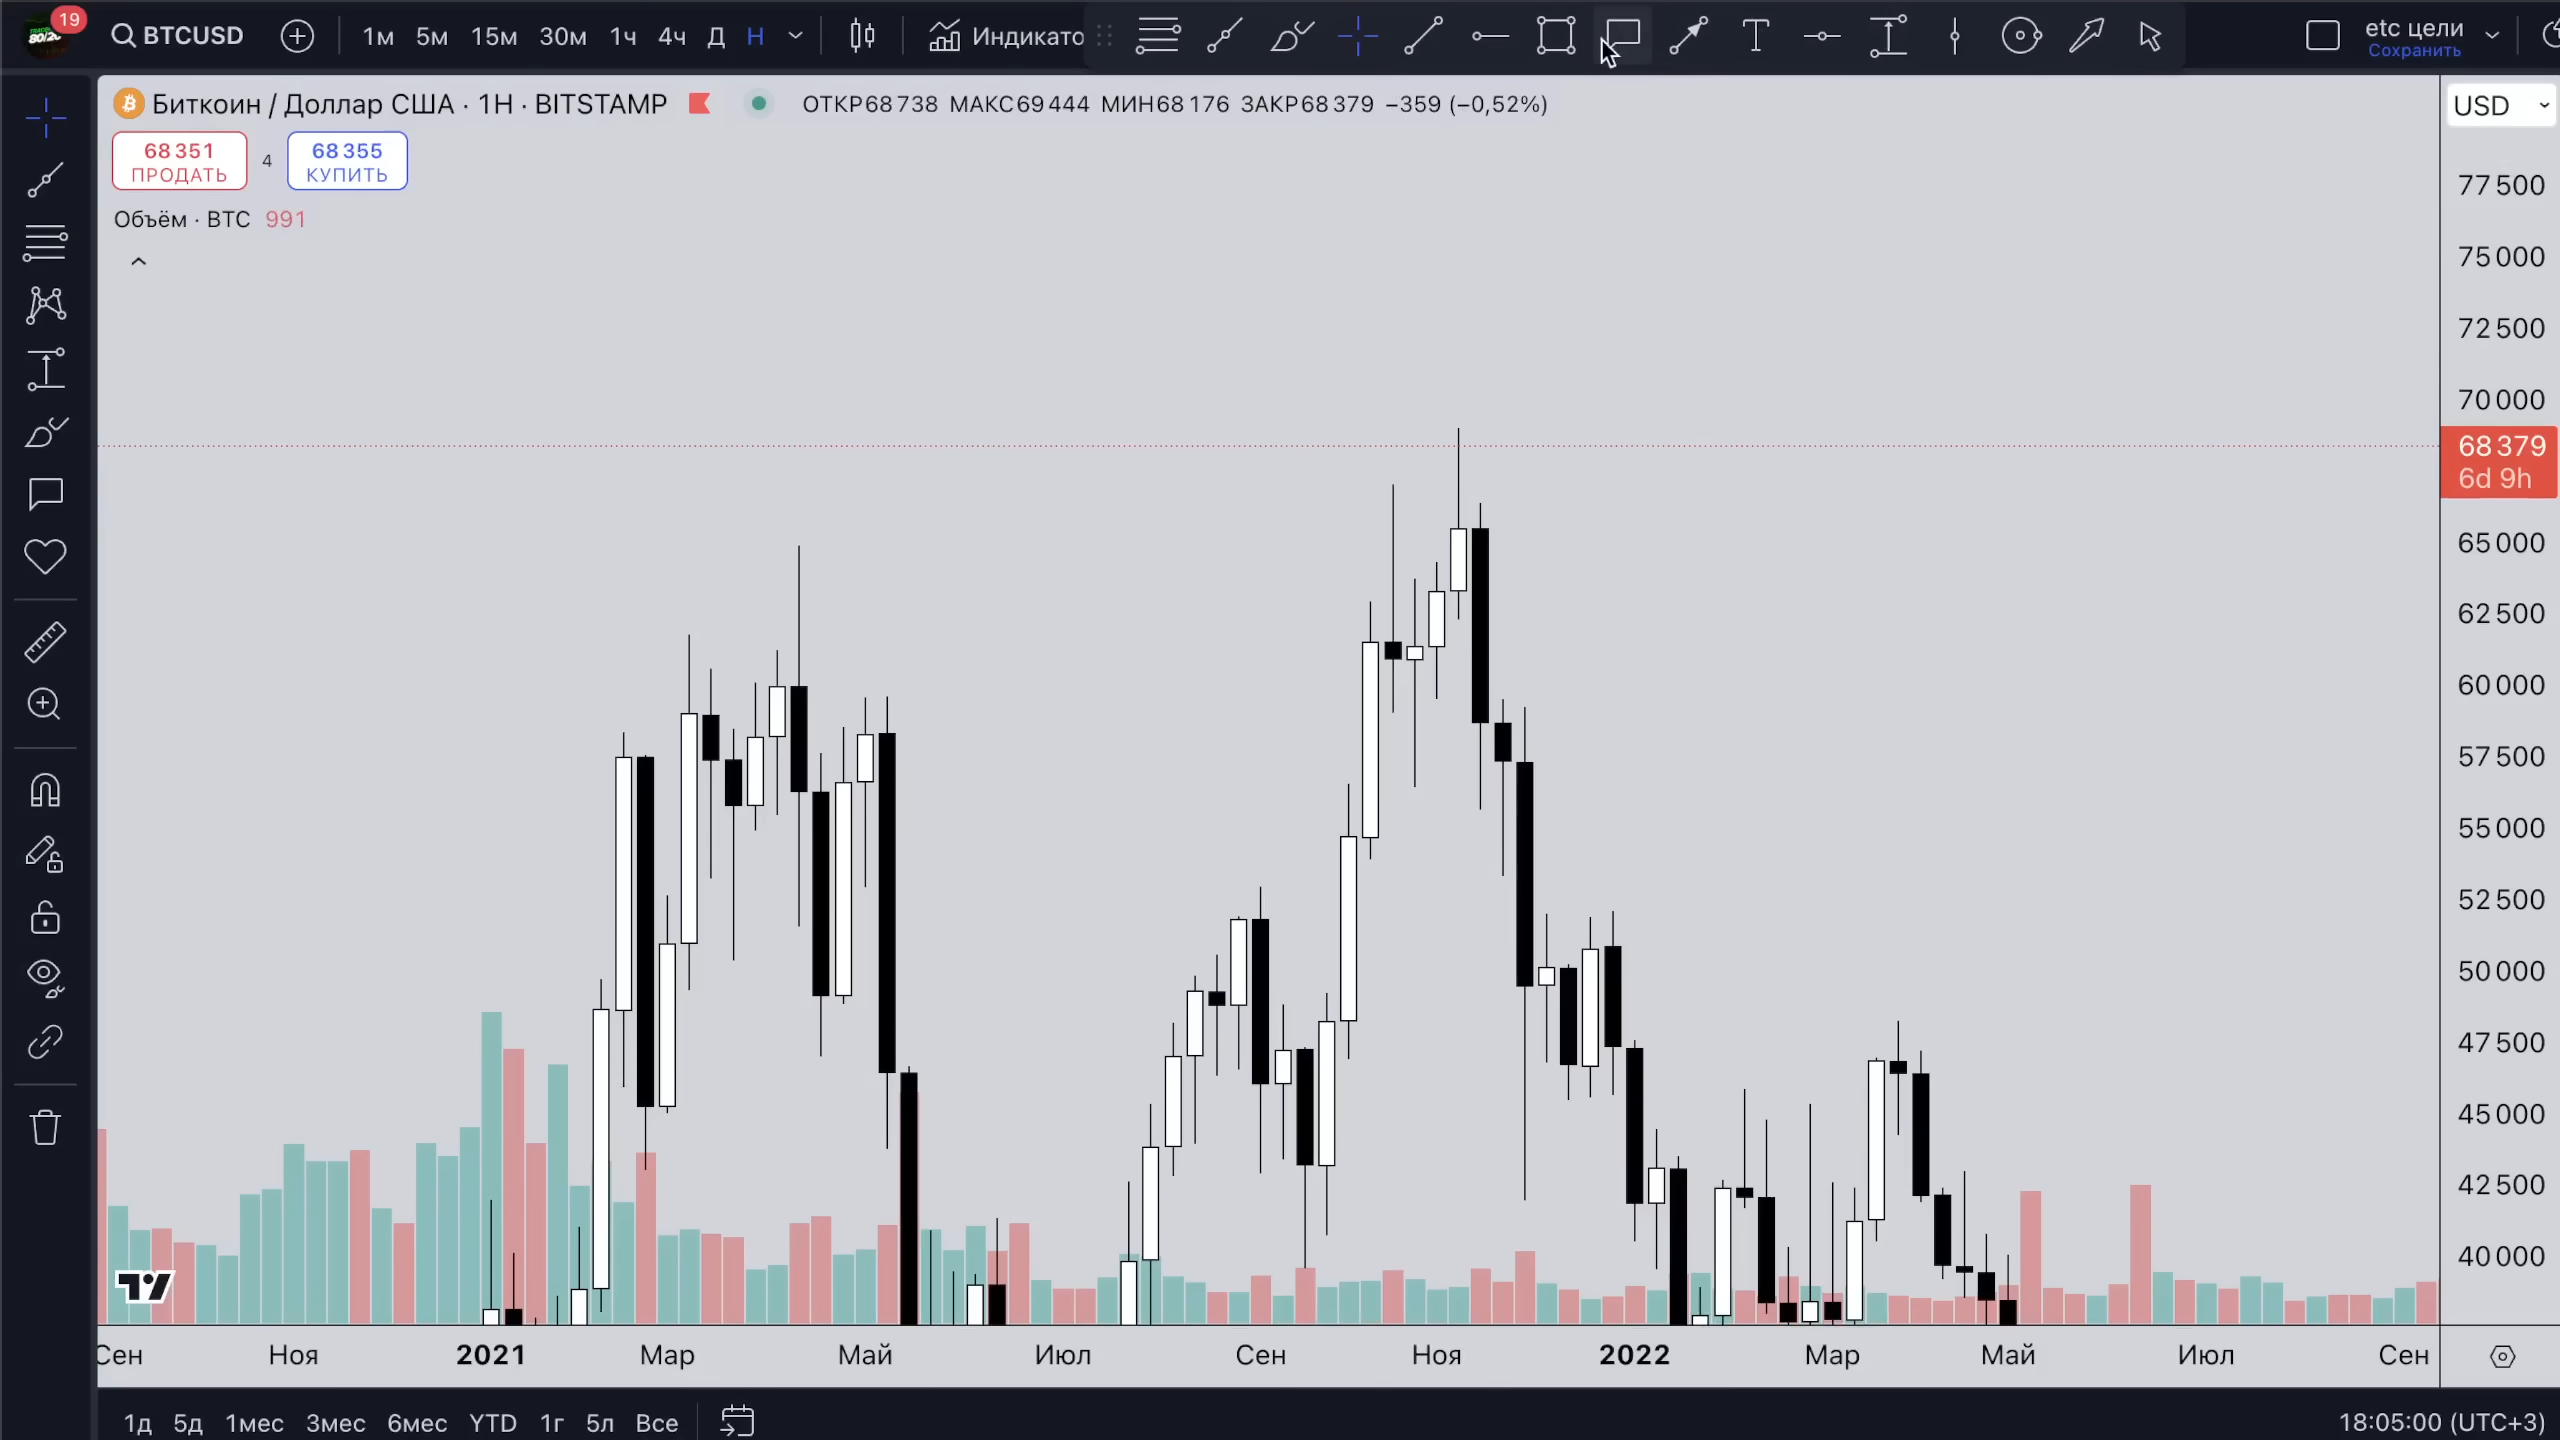 19
BTCUSD
1м 5м 15м 30м 1ч 4ч Д Н
Индикато
etc цели
Сохранить
Биткоин / Доллар США · 1Н · BITSTAMP
ОТКР68 738 МАКС69 444 МИН68 176 ЗАКР68 379 −359 (−0,52%)
USD
68 351
ПРОДАТЬ
4
68 355
КУПИТЬ
Объём · BTC 991
77 500
75 000
72 500
70 000
68 379
6d 9h
65 000
62 500
60 000
57 500
55 000
52 500
50 000
47 500
45 000
42 500
40 000
Сен Ноя 2021 Мар Май Июл Сен Ноя 2022 Мар Май Июл Сен
1д 5д 1мес 3мес 6мес YTD 1г 5л Все
18:05:00 (UTC+3)